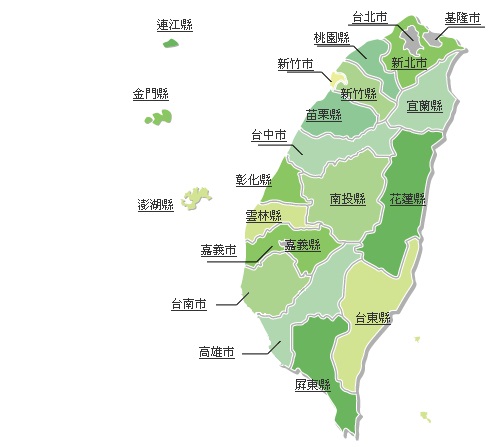 連江縣
台北市
基隆市
桃園縣
新竹市
新北市
金門縣
新竹縣
宜蘭縣
苗栗縣
台中市
彰化縣
南投縣
花蓮縣
澎湖縣
雲林縣
嘉義市
嘉義縣
台南市
台東縣
高雄市
屏東縣